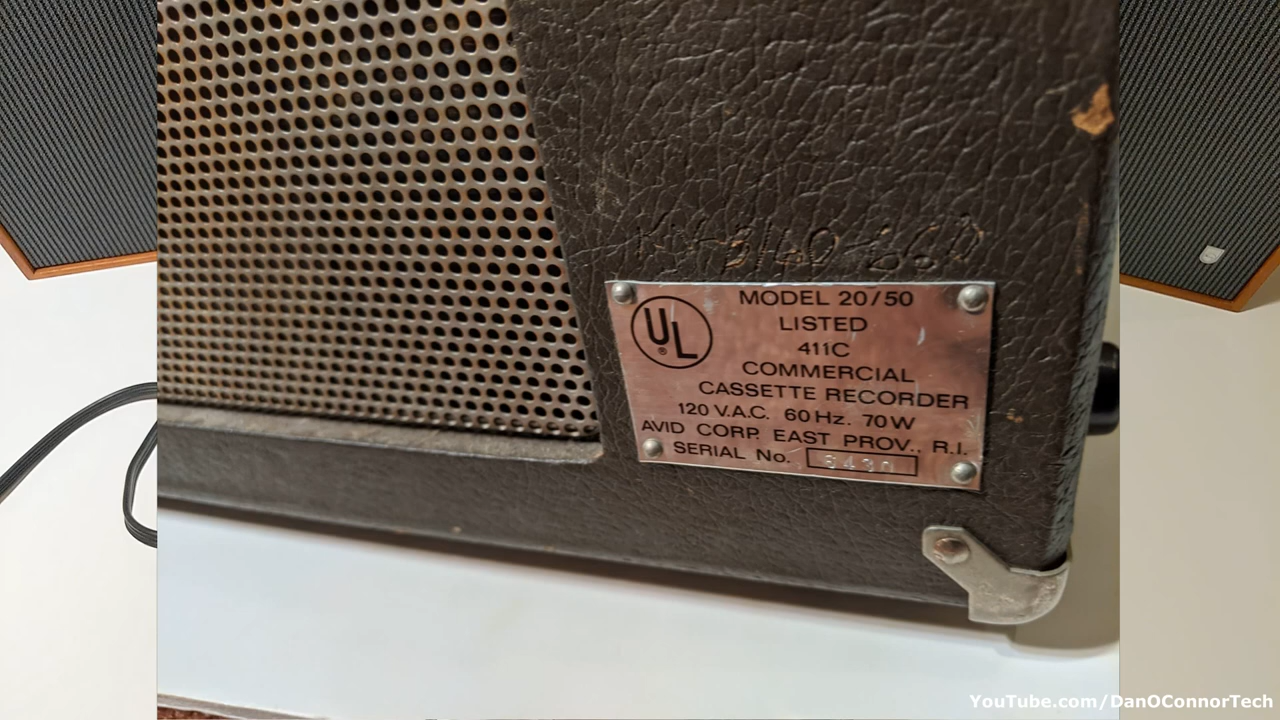 MODEL 20/50
UL
®
LISTED
411C
COMMERCIAL
CASSETTE RECORDER
120 V.A.C. 60 Hz. 70W
AVID CORP. EAST PROV., R.I.
SERIAL No.
YouTube.com/DanOConnorTech